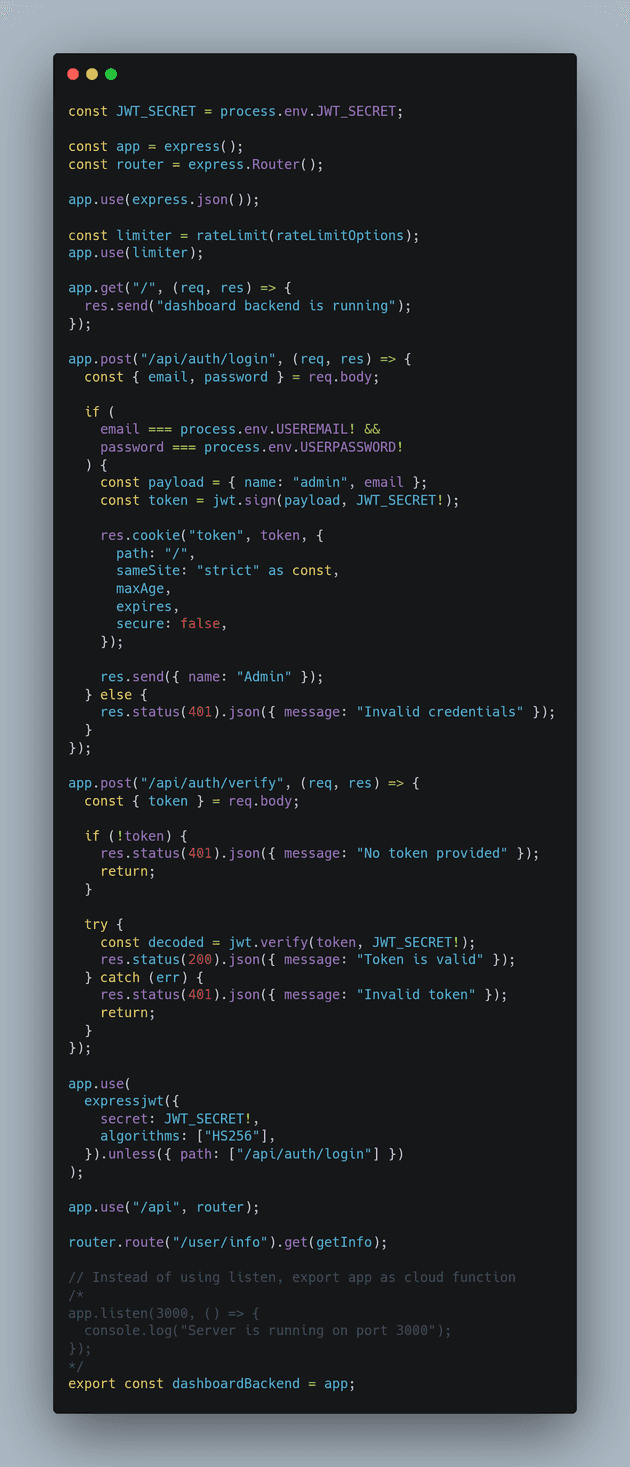 const JWT_SECRET = process.env.JWT_SECRET;

const app = express();
const router = express.Router();

app.use(express.json());

const limiter = rateLimit(rateLimitOptions);
app.use(limiter);

app.get("/", (req, res) => {
  res.send("dashboard backend is running");
});

app.post("/api/auth/login", (req, res) => {
  const { email, password } = req.body;

  if (
    email === process.env.USEREMAIL! &&
    password === process.env.USERPASSWORD!
  ) {
    const payload = { name: "admin", email };
    const token = jwt.sign(payload, JWT_SECRET!);

    res.cookie("token", token, {
      path: "/",
      sameSite: "strict" as const,
      maxAge,
      expires,
      secure: false,
    });

    res.send({ name: "Admin" });
  } else {
    res.status(401).json({ message: "Invalid credentials" });
  }
});

app.post("/api/auth/verify", (req, res) => {
  const { token } = req.body;

  if (!token) {
    res.status(401).json({ message: "No token provided" });
    return;
  }

  try {
    const decoded = jwt.verify(token, JWT_SECRET!);
    res.status(200).json({ message: "Token is valid" });
  } catch (err) {
    res.status(401).json({ message: "Invalid token" });
    return;
  }
});

app.use(
  expressjwt({
    secret: JWT_SECRET!,
    algorithms: ["HS256"],
  }).unless({ path: ["/api/auth/login"] })
);

app.use("/api", router);

router.route("/user/info").get(getInfo);

// Instead of using listen, export app as cloud function
/*
app.listen(3000, () => {
  console.log("Server is running on port 3000");
});
*/
export const dashboardBackend = app;